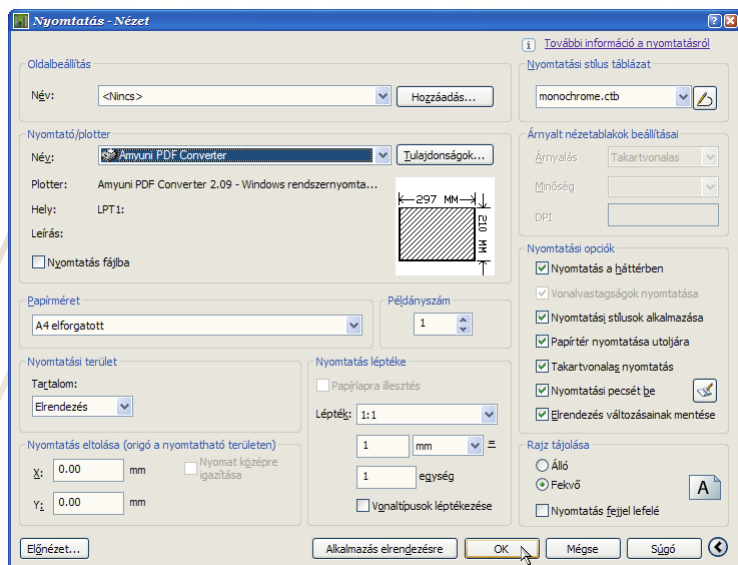 Nyomtatás - Nézet
További információ a nyomtatásról
Oldalbeállítás
Név:
<Nincs>
Hozzáadás...
Nyomtatási stílus táblázat
monochrome.ctb
Nyomtató/plotter
Név:
Amyuni PDF Converter
Tulajdonságok...
Plotter:
Amyuni PDF Converter 2.09 - Windows rendszernyomta...
Hely:
LPT1:
Leírás:
Nyomtatás fájlba
297 MM
210 MM
Árnyalt nézetablakok beállításai
Árnyalás
Takartvonalas
Minőség
DPI
Papírméret
A4 elforgatott
Példányszám
1
Nyomtatási opciók
Nyomtatás a háttérben
Vonalvastagságok nyomtatása
Nyomtatási stílusok alkalmazása
Papírtér nyomtatása utoljára
Takartvonalas nyomtatás
Nyomtatási pecsét be
Elrendezés változásainak mentése
Nyomtatási terület
Tartalom:
Elrendezés
Nyomtatás léptéke
Papírlapra illesztés
Lépték:
1:1
1
mm
=
1
egység
Vonaltípusok léptékezése
Nyomtatás eltolása (origó a nyomtatható területen)
X:
0.00
mm
Nyomat középre
igazítása
Y:
0.00
mm
Rajz tájolása
Álló
Fekvő
Nyomtatás fejjel lefelé
A
Előnézet...
Alkalmazás elrendezésre
OK
Mégse
Súgó